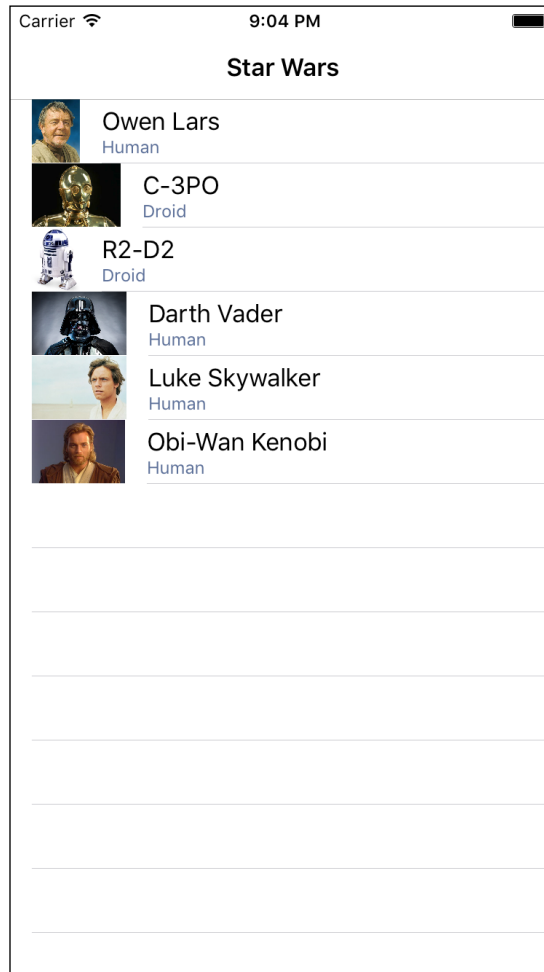 Carrier
9:04 PM
Star Wars
Owen Lars
Human
C-3PO
Droid
R2-D2
Droid
Darth Vader
Human
Luke Skywalker
Human
Obi-Wan Kenobi
Human